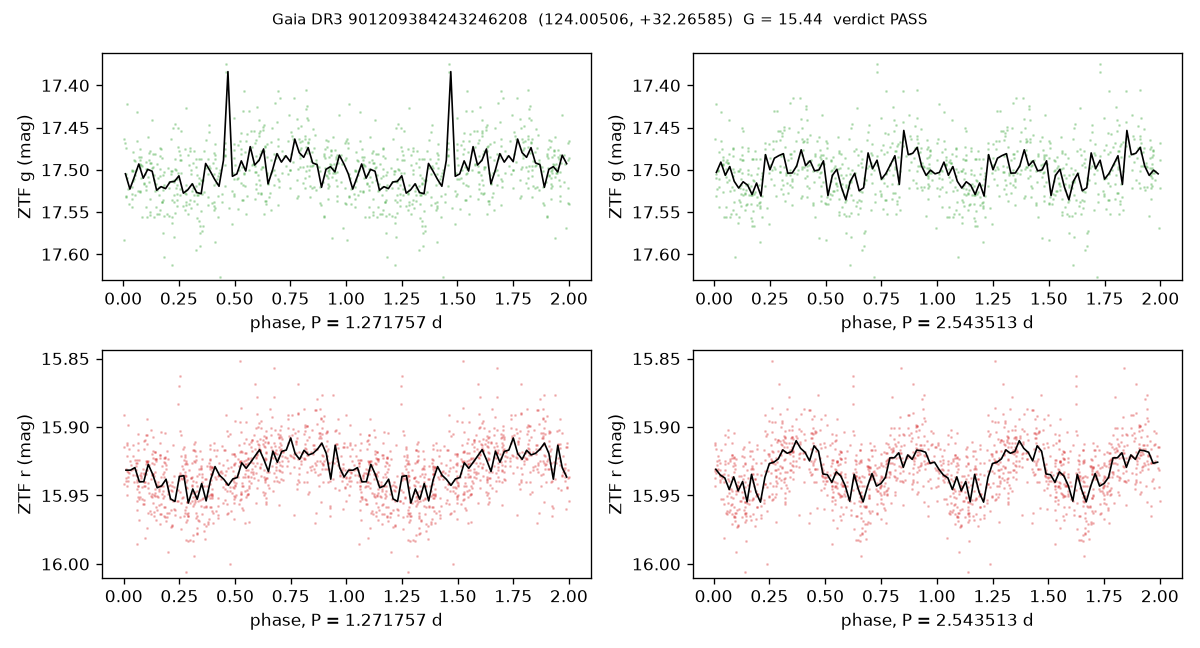 Gaia DR3 901209384243246208  (124.00506, +32.26585)  G = 15.44  verdict PASS
ZTF g (mag)
17.40
17.45
17.50
17.55
17.60
0.00 0.25 0.50 0.75 1.00 1.25 1.50 1.75 2.00
phase, P = 1.271757 d
ZTF g (mag)
17.40
17.45
17.50
17.55
17.60
0.00 0.25 0.50 0.75 1.00 1.25 1.50 1.75 2.00
phase, P = 2.543513 d
ZTF r (mag)
15.85
15.90
15.95
16.00
0.00 0.25 0.50 0.75 1.00 1.25 1.50 1.75 2.00
phase, P = 1.271757 d
ZTF r (mag)
15.85
15.90
15.95
16.00
0.00 0.25 0.50 0.75 1.00 1.25 1.50 1.75 2.00
phase, P = 2.543513 d